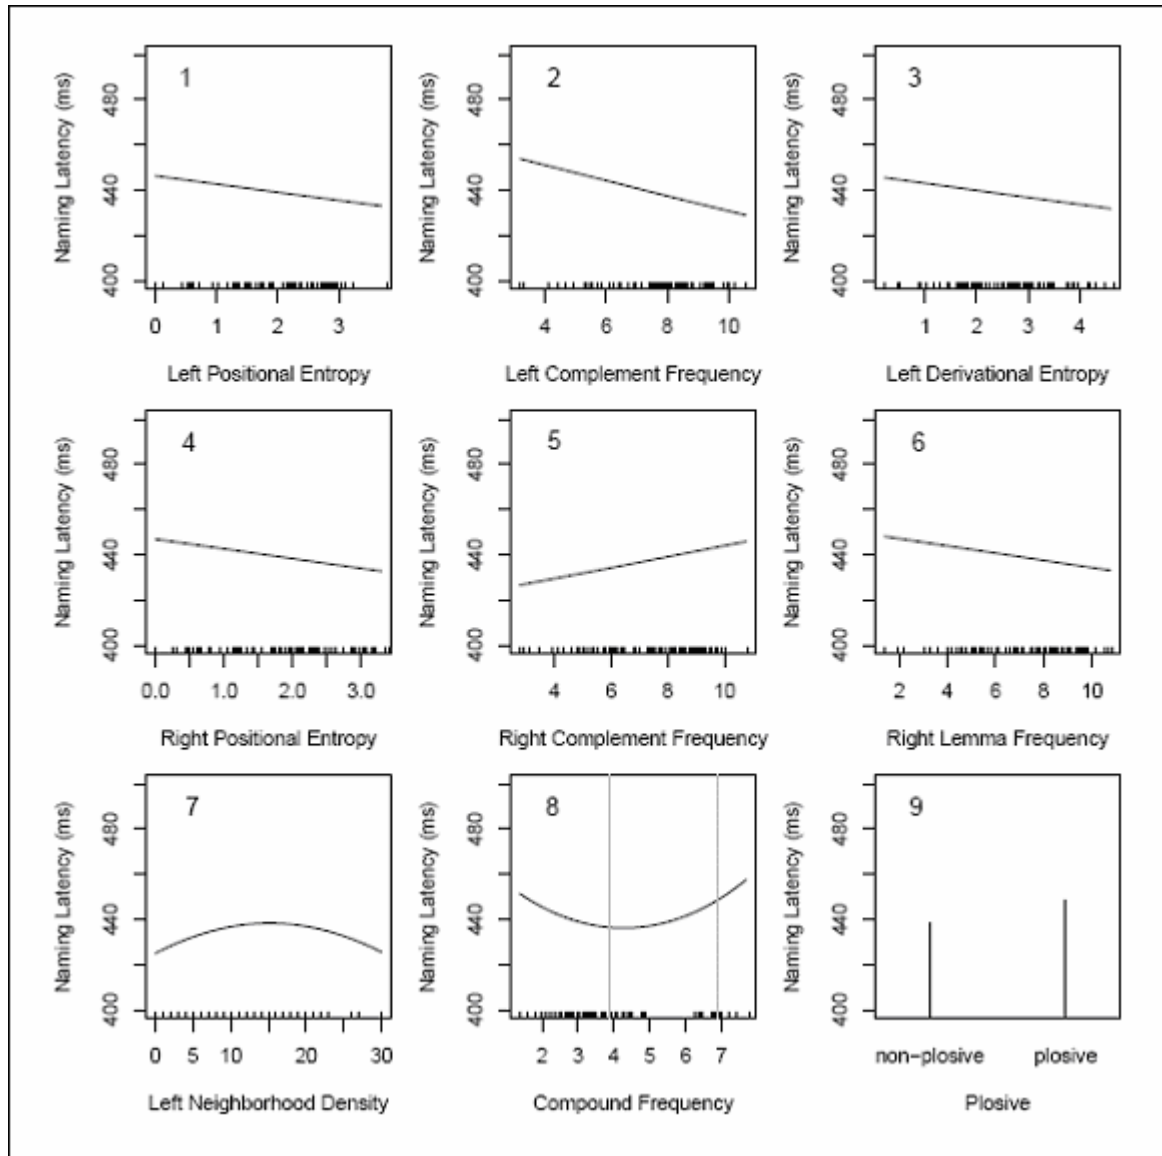 1
2
3
Naming Latency (ms)
400 440 480
Naming Latency (ms)
400 440 480
Naming Latency (ms)
400 440 480
0 1 2 3
4 6 8 10
1 2 3 4
Left Positional Entropy
Left Complement Frequency
Left Derivational Entropy
4
5
6
Naming Latency (ms)
400 440 480
Naming Latency (ms)
400 440 480
Naming Latency (ms)
400 440 480
0.0 1.0 2.0 3.0
4 6 8 10
2 4 6 8 10
Right Positional Entropy
Right Complement Frequency
Right Lemma Frequency
7
8
9
Naming Latency (ms)
400 440 480
Naming Latency (ms)
400 440 480
Naming Latency (ms)
400 440 480
0 5 10 20 30
2 3 4 5 6 7
non-plosive plosive
Left Neighborhood Density
Compound Frequency
Plosive